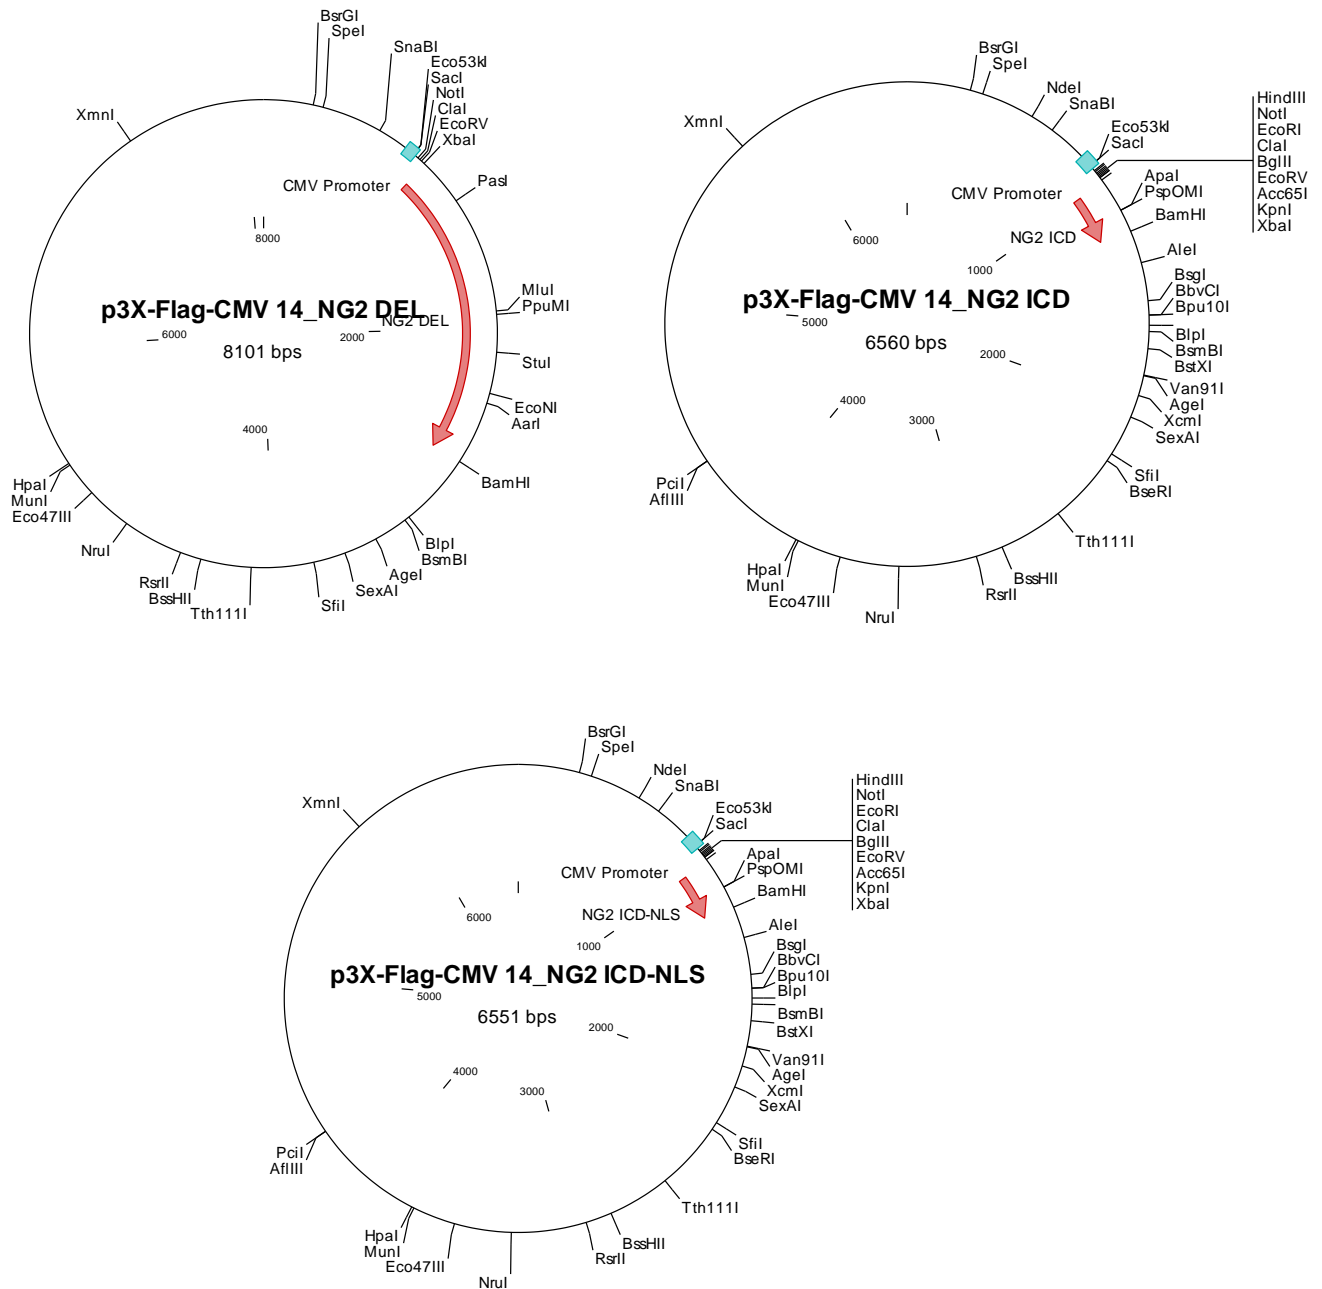 BsrGI
SpeI
SnaBI
Eco53kI
SacI
NotI
ClaI
EcoRV
XbaI
XmnI
PasI
CMV Promoter
8000
MluI
PpuMI
p3X-Flag-CMV 14_NG2 DEL
NG2 DEL
6000
2000
8101 bps
StuI
EcoNI
AarI
4000
BamHI
HpaI
MunI
Eco47III
NruI
BlpI
BsmBI
AgeI
SexAI
RsrII
BssHII
Tth111I
SfiI
BsrGI
SpeI
NdeI
SnaBI
Eco53kI
SacI
HindIII
NotI
EcoRI
ClaI
BglII
EcoRV
Acc65I
KpnI
XbaI
XmnI
ApaI
PspOMI
BamHI
CMV Promoter
NG2 ICD
6000
1000
AleI
BsgI
BbvCI
Bpu10I
p3X-Flag-CMV 14_NG2 ICD
5000
6560 bps
2000
BlpI
BsmBI
BstXI
Van91I
AgeI
XcmI
SexAI
4000
3000
SfiI
BseRI
PciI
AflIII
Tth111I
HpaI
MunI
Eco47III
BssHII
RsrII
NruI
BsrGI
SpeI
NdeI
SnaBI
Eco53kI
SacI
HindIII
NotI
EcoRI
ClaI
BglII
EcoRV
Acc65I
KpnI
XbaI
XmnI
ApaI
PspOMI
BamHI
CMV Promoter
NG2 ICD-NLS
6000
1000
AleI
BsgI
BbvCI
Bpu10I
BlpI
p3X-Flag-CMV 14_NG2 ICD-NLS
5000
6551 bps
2000
BsmBI
BstXI
Van91I
AgeI
XcmI
SexAI
4000
3000
SfiI
BseRI
PciI
AflIII
Tth111I
HpaI
MunI
Eco47III
BssHII
RsrII
NruI